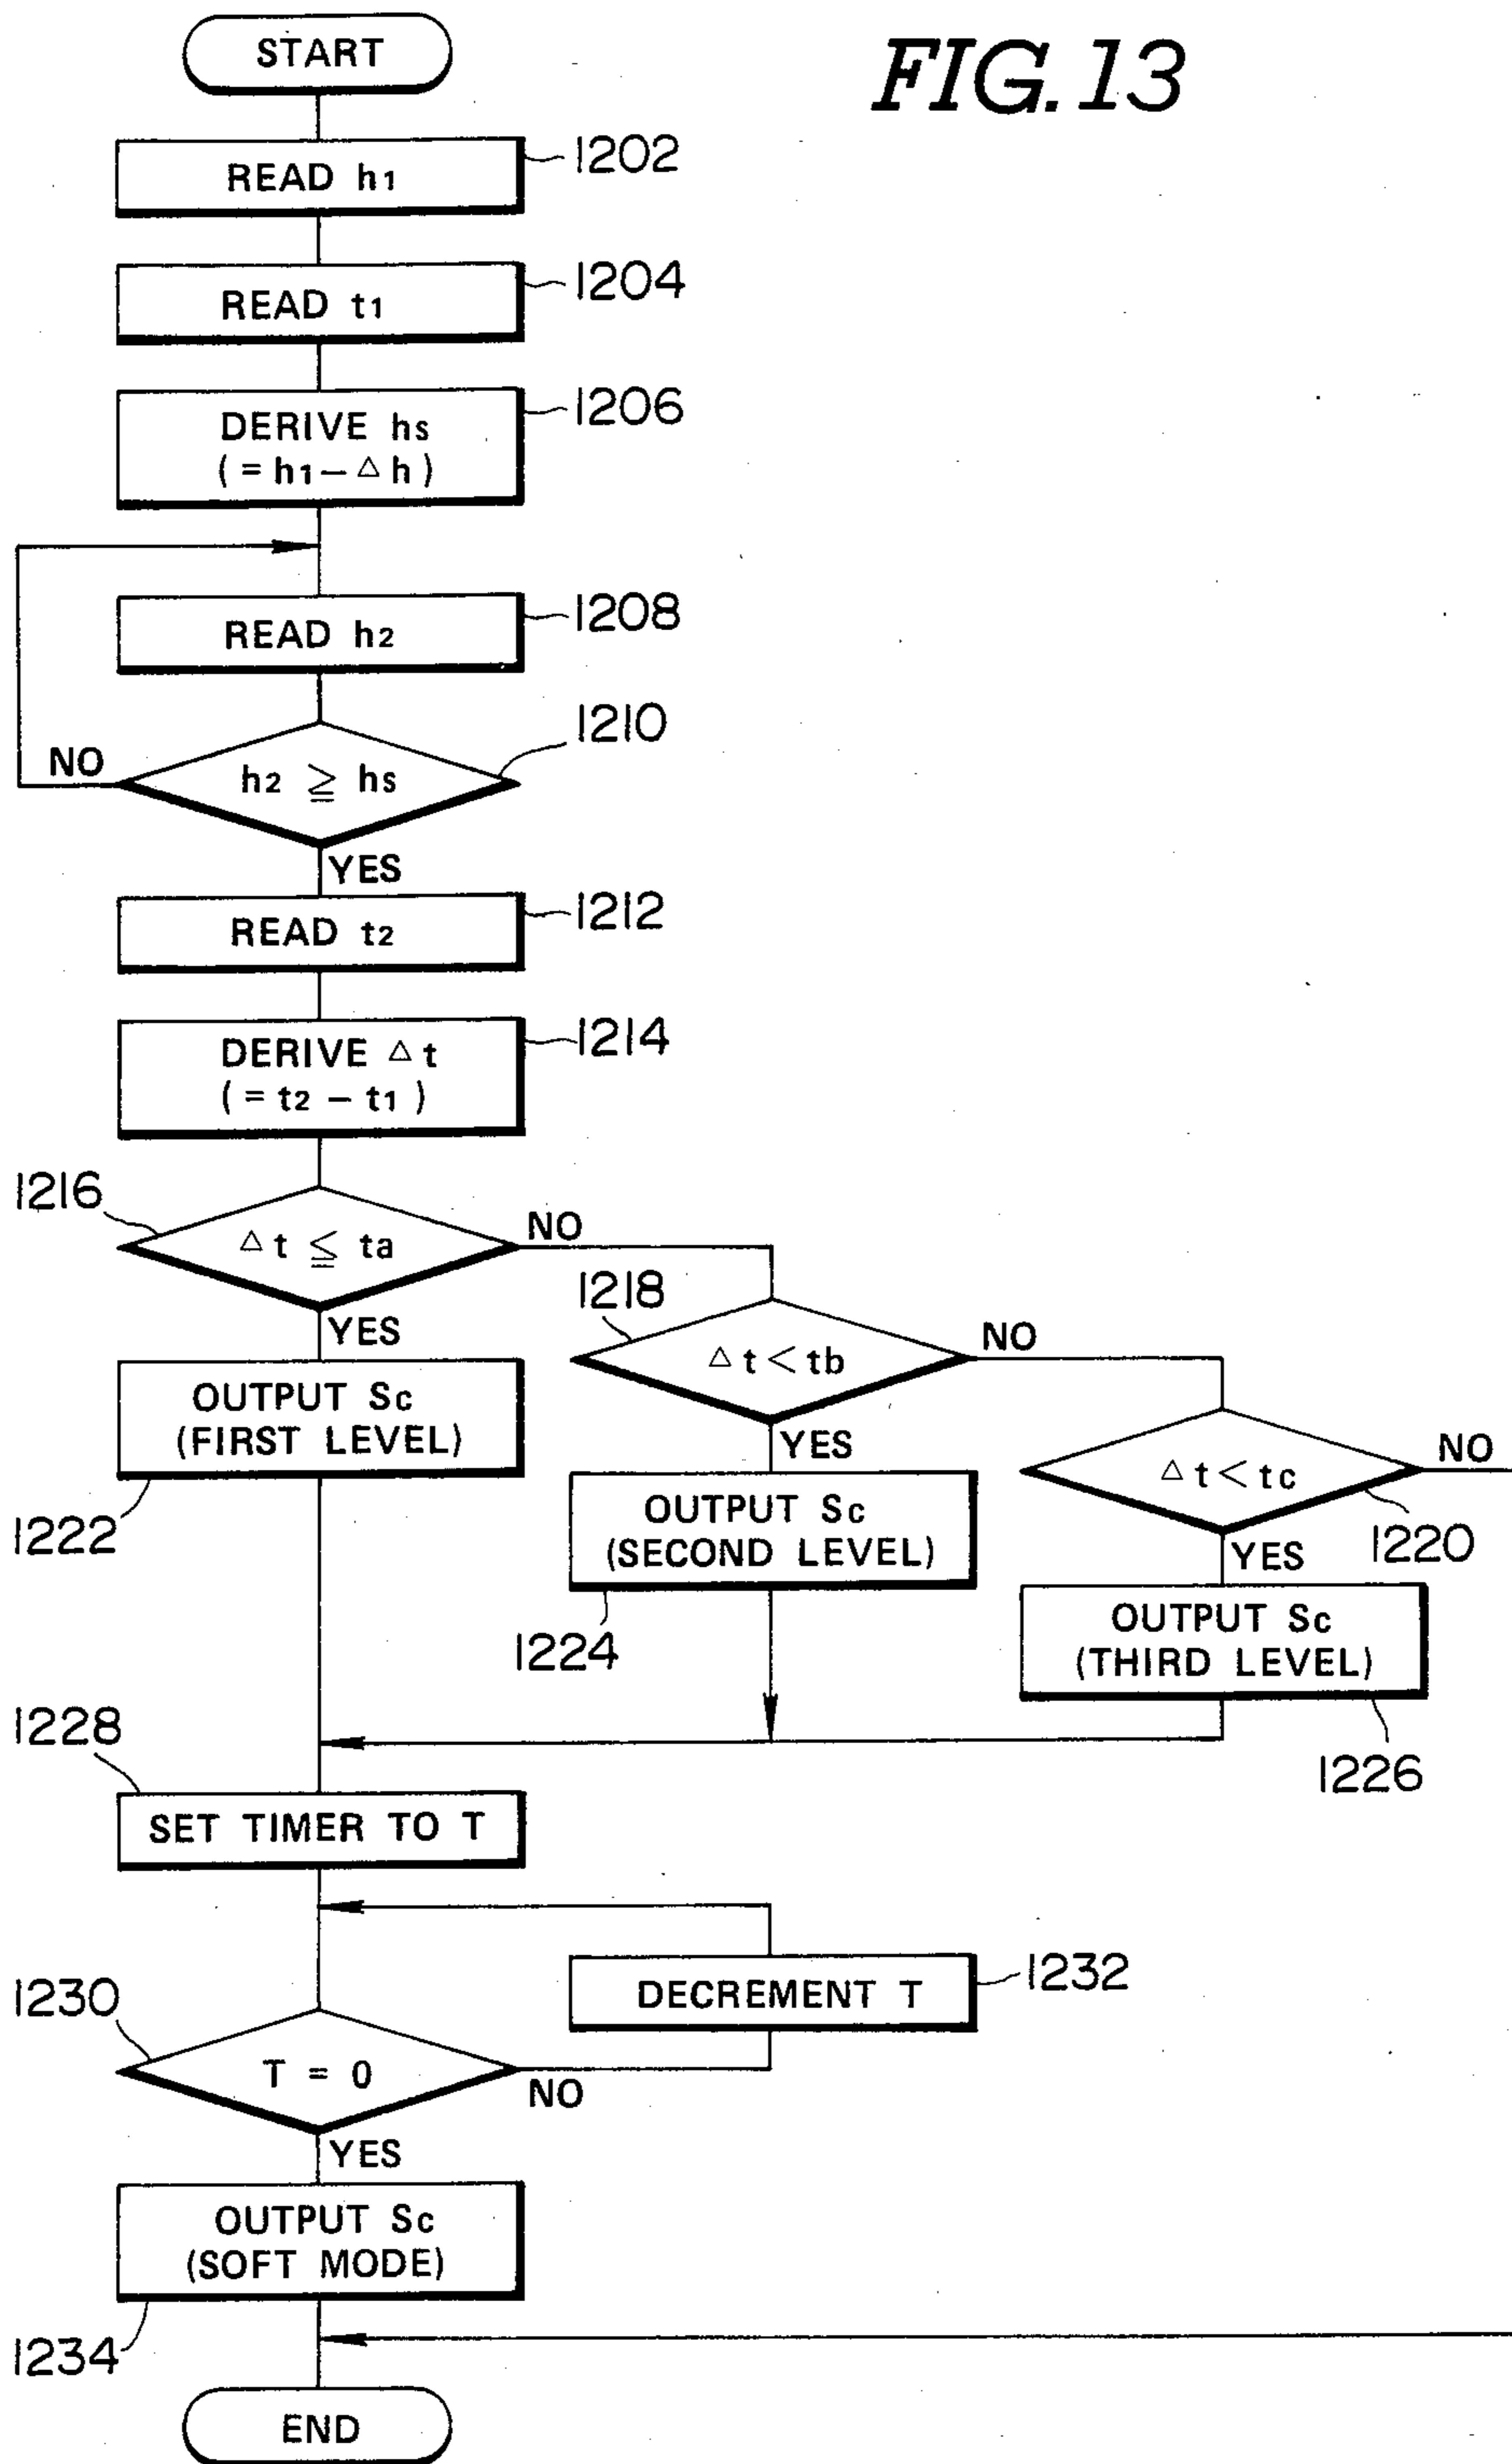 START
FIG. 13
READ h1
1202
READ t1
1204
DERIVE hs
(= h1 − △h)
1206
READ h2
1208
1210
NO
h2 ≧ hs
YES
READ t2
1212
DERIVE △t
(= t2 − t1)
1214
1216
△t ≦ ta
NO
YES
1218
△t < tb
NO
YES
△t < tc
NO
1220
YES
OUTPUT Sc
(FIRST LEVEL)
1222
OUTPUT Sc
(SECOND LEVEL)
1224
OUTPUT Sc
(THIRD LEVEL)
1226
1228
SET TIMER TO T
DECREMENT T
1232
1230
T = 0
NO
YES
OUTPUT Sc
(SOFT MODE)
1234
END